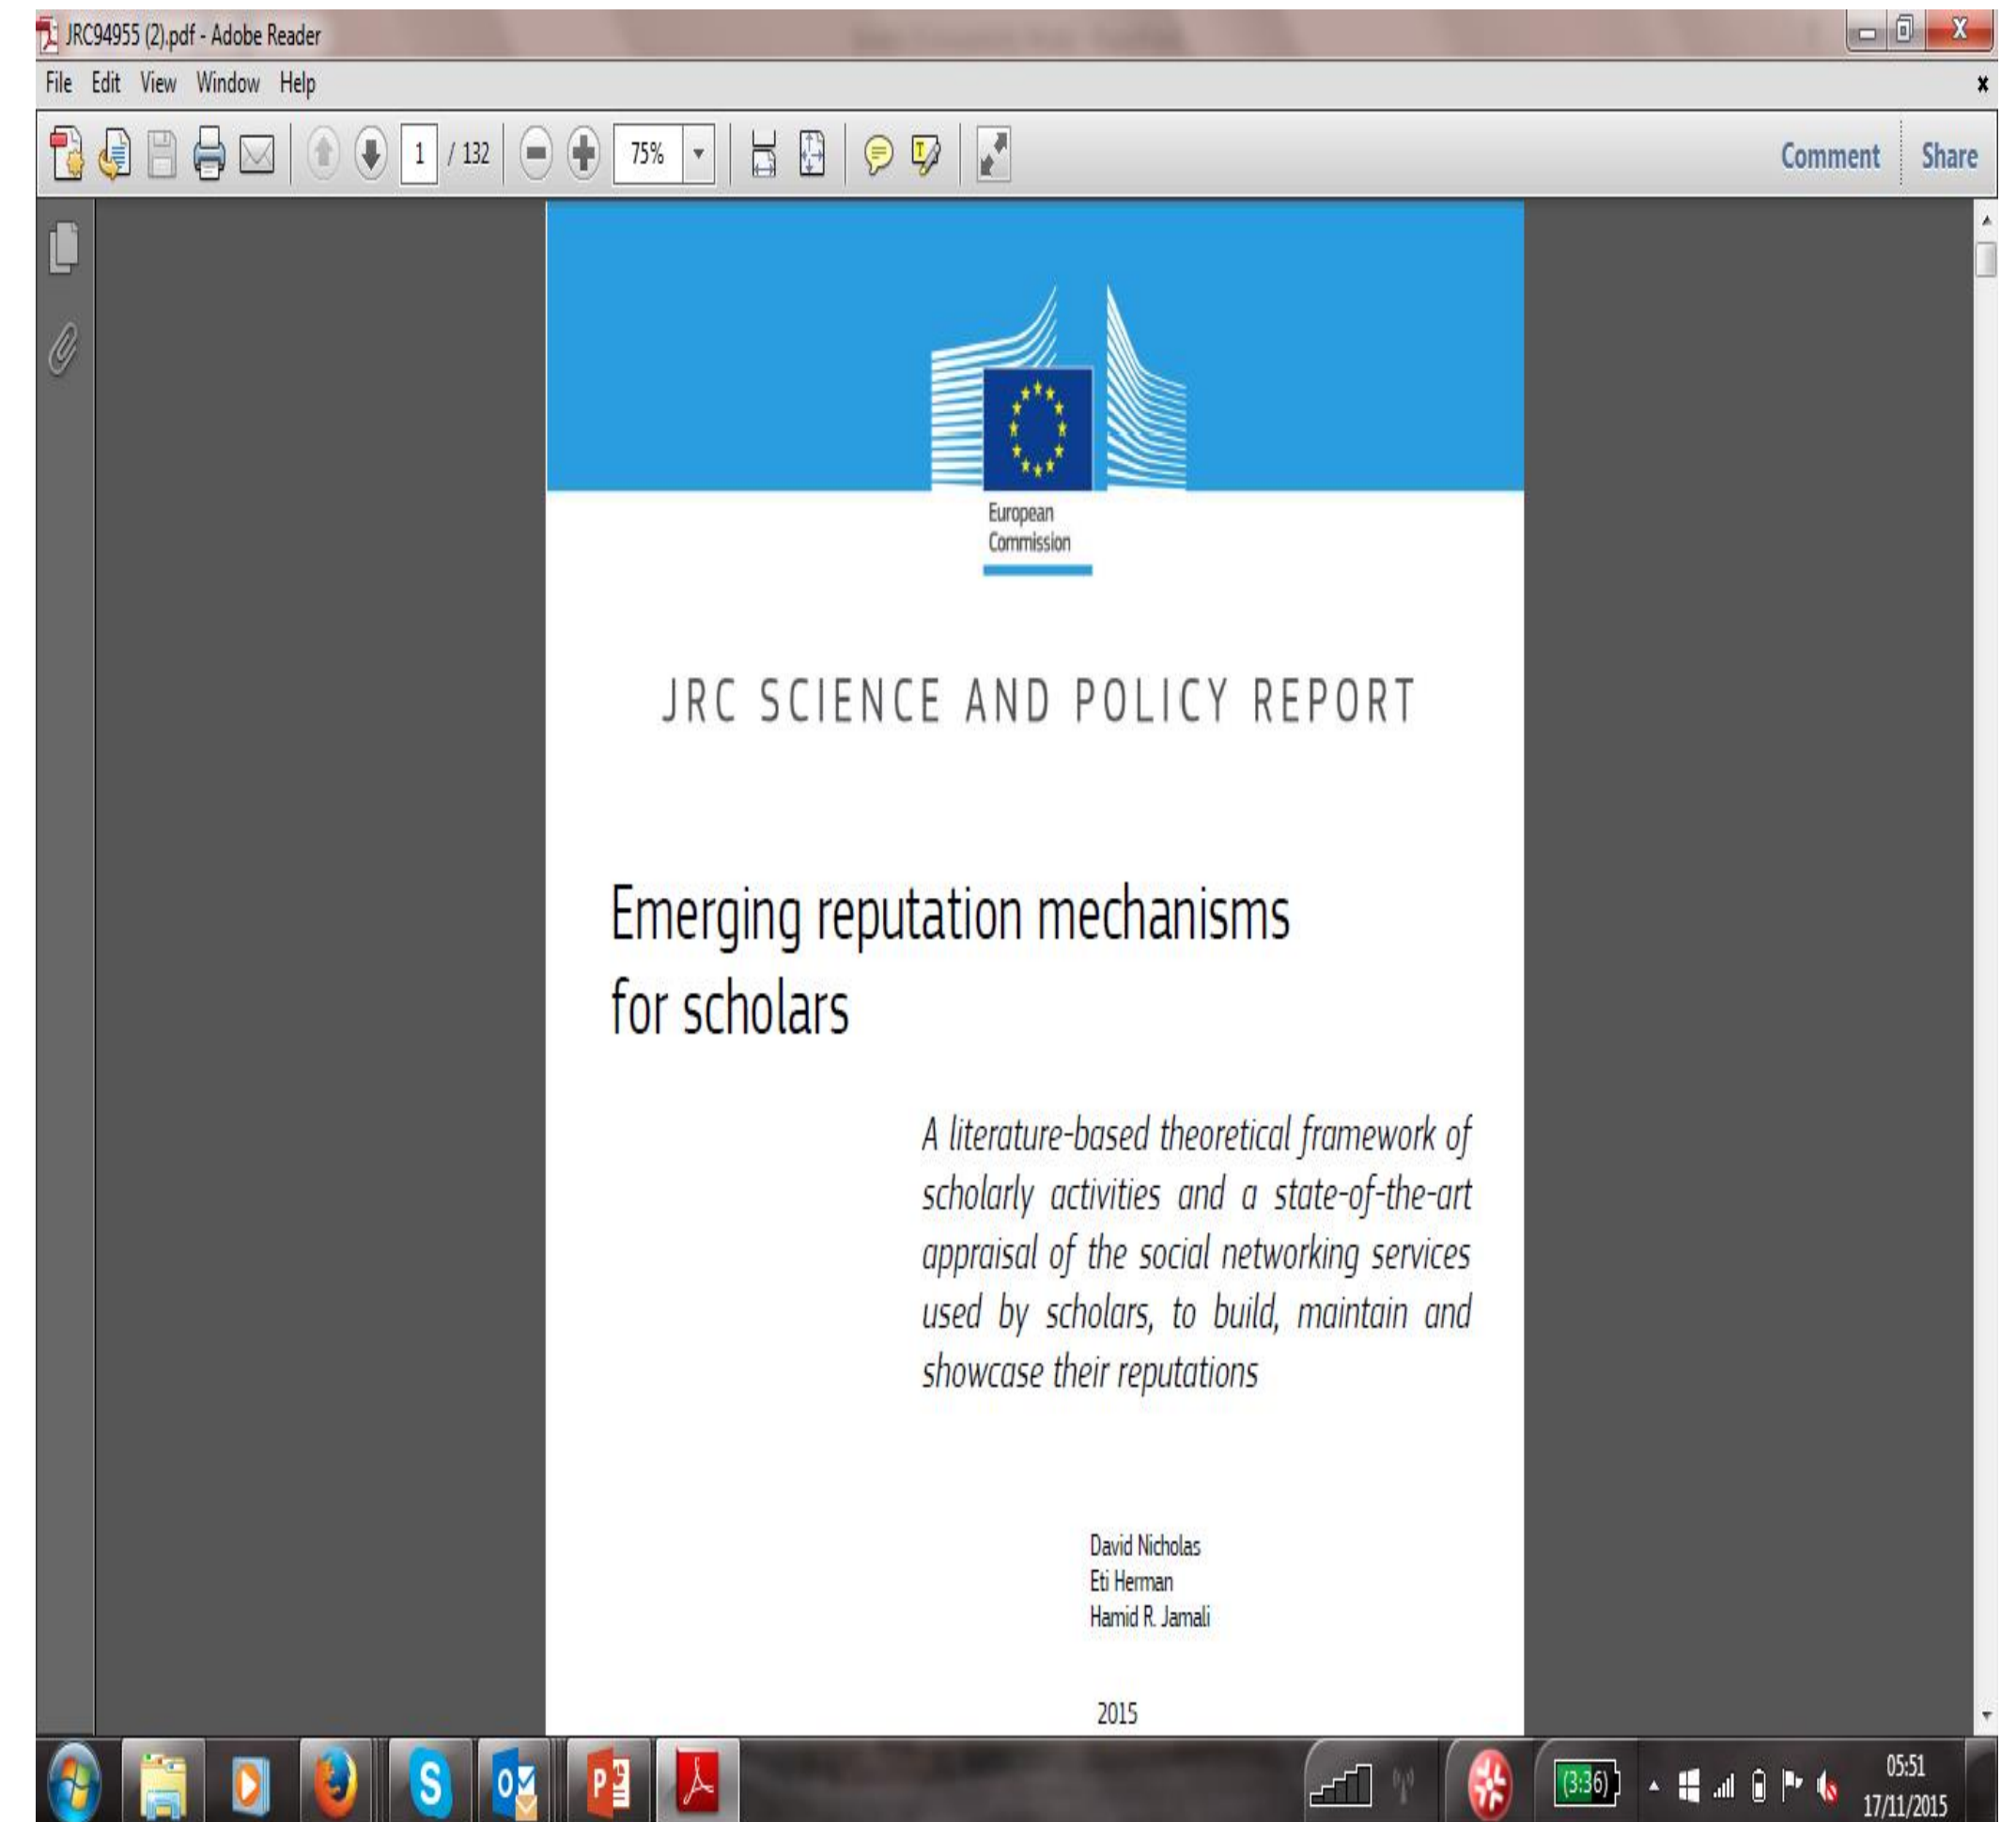 JRC94955 (2).pdf - Adobe Reader
File Edit View Window Help
1 / 132 75% Comment Share
European
Commission
JRC SCIENCE AND POLICY REPORT
Emerging reputation mechanisms
for scholars
A literature-based theoretical framework of
scholarly activities and a state-of-the-art
appraisal of the social networking services
used by scholars, to build, maintain and
showcase their reputations
David Nicholas
Eti Herman
Hamid R. Jamali
2015
(3:36)
05:51
17/11/2015